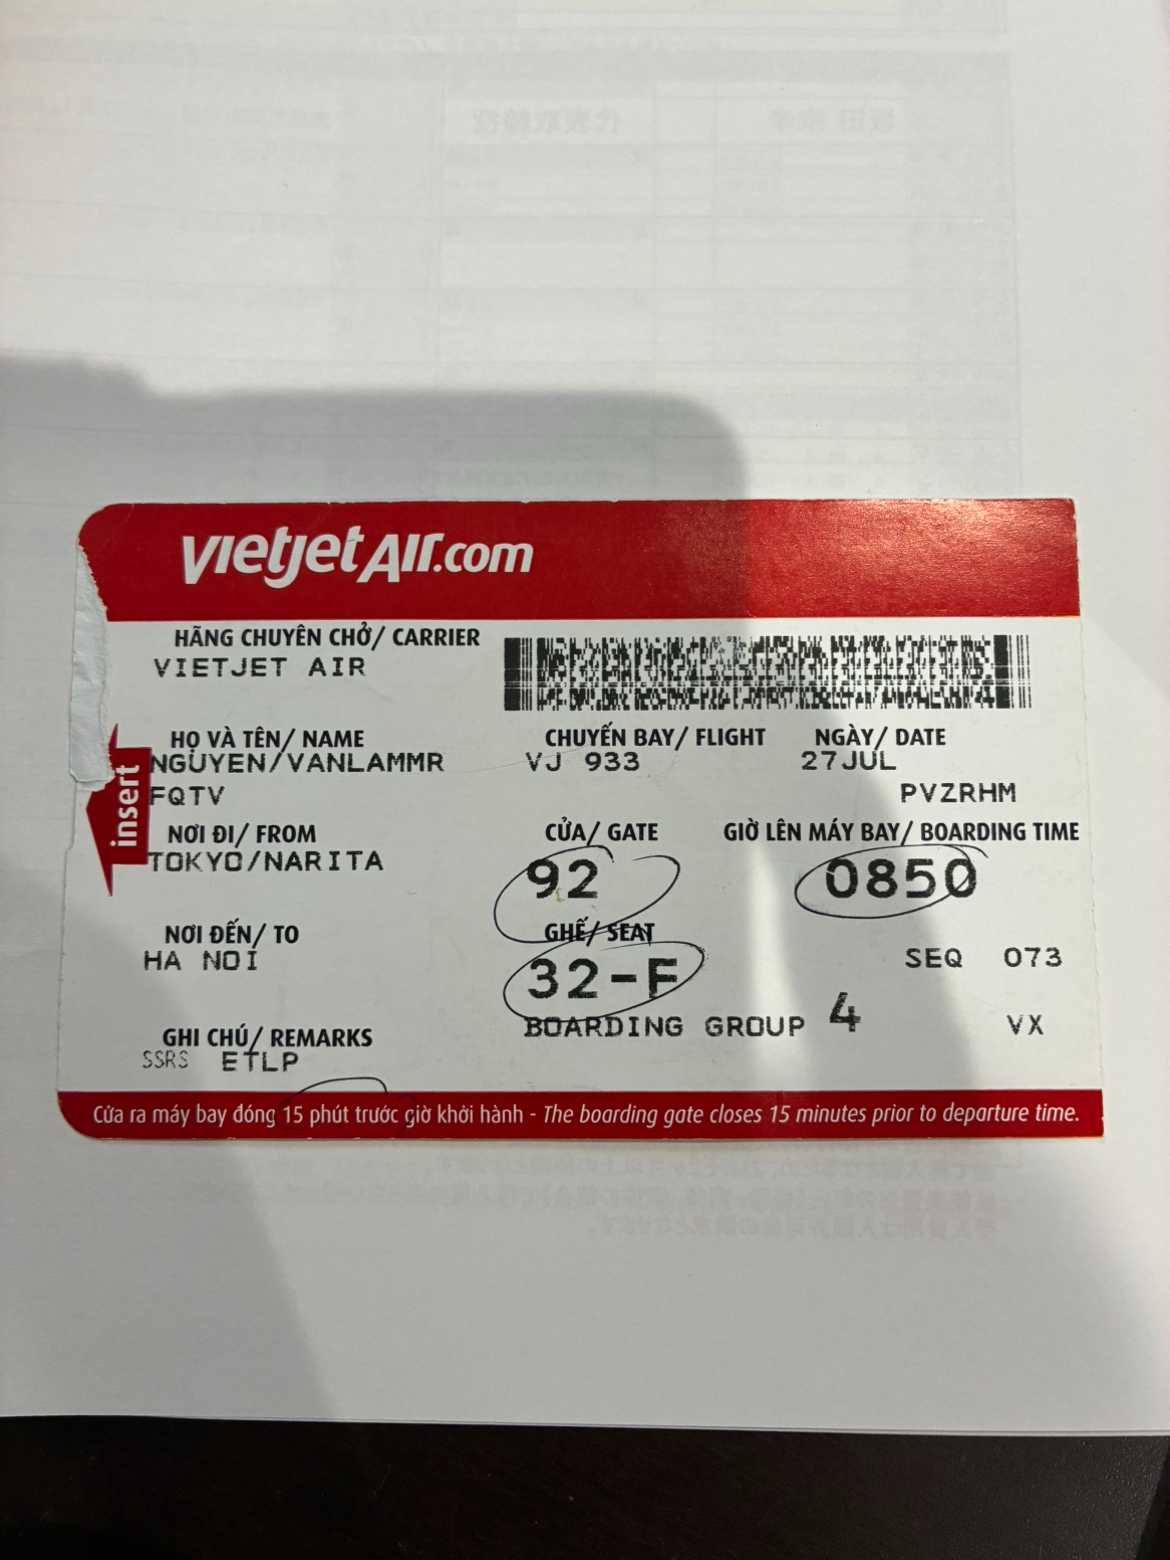 vietjetAir.com
HÃNG CHUYÊN CHỞ/ CARRIER
VIETJET AIR
HỌ VÀ TÊN/ NAME CHUYẾN BAY/ FLIGHT NGÀY/ DATE
NGUYEN/VANLAMMR VJ 933 27JUL
FQTV PVZRHM
NƠI ĐI/ FROM CỬA/ GATE GIỜ LÊN MÁY BAY/ BOARDING TIME
TOKYO/NARITA 92 0850
insert
NƠI ĐẾN/ TO GHẾ/ SEAT
HA NOI 32-F SEQ 073
BOARDING GROUP 4 VX
GHI CHÚ/ REMARKS
SSRS ETLP
Cửa ra máy bay đóng 15 phút trước giờ khởi hành - The boarding gate closes 15 minutes prior to departure time.